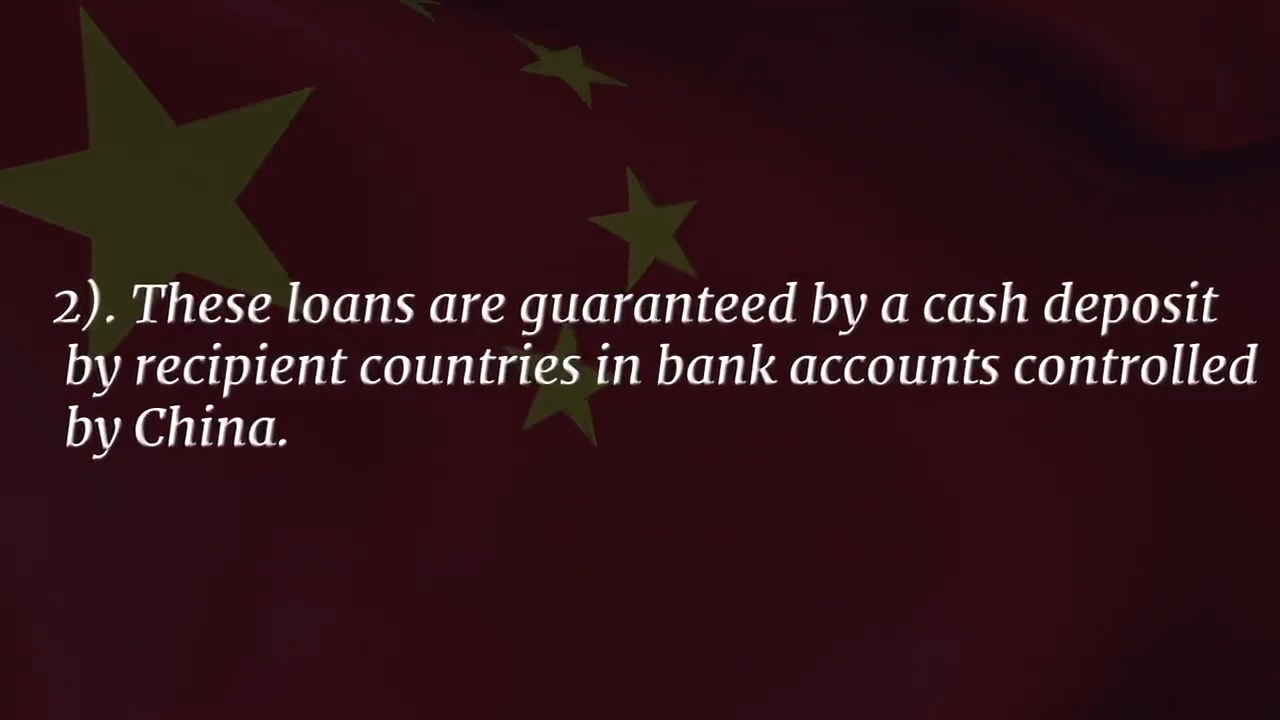 2). These loans are guaranteed by a cash deposit
by recipient countries in bank accounts controlled
by China.